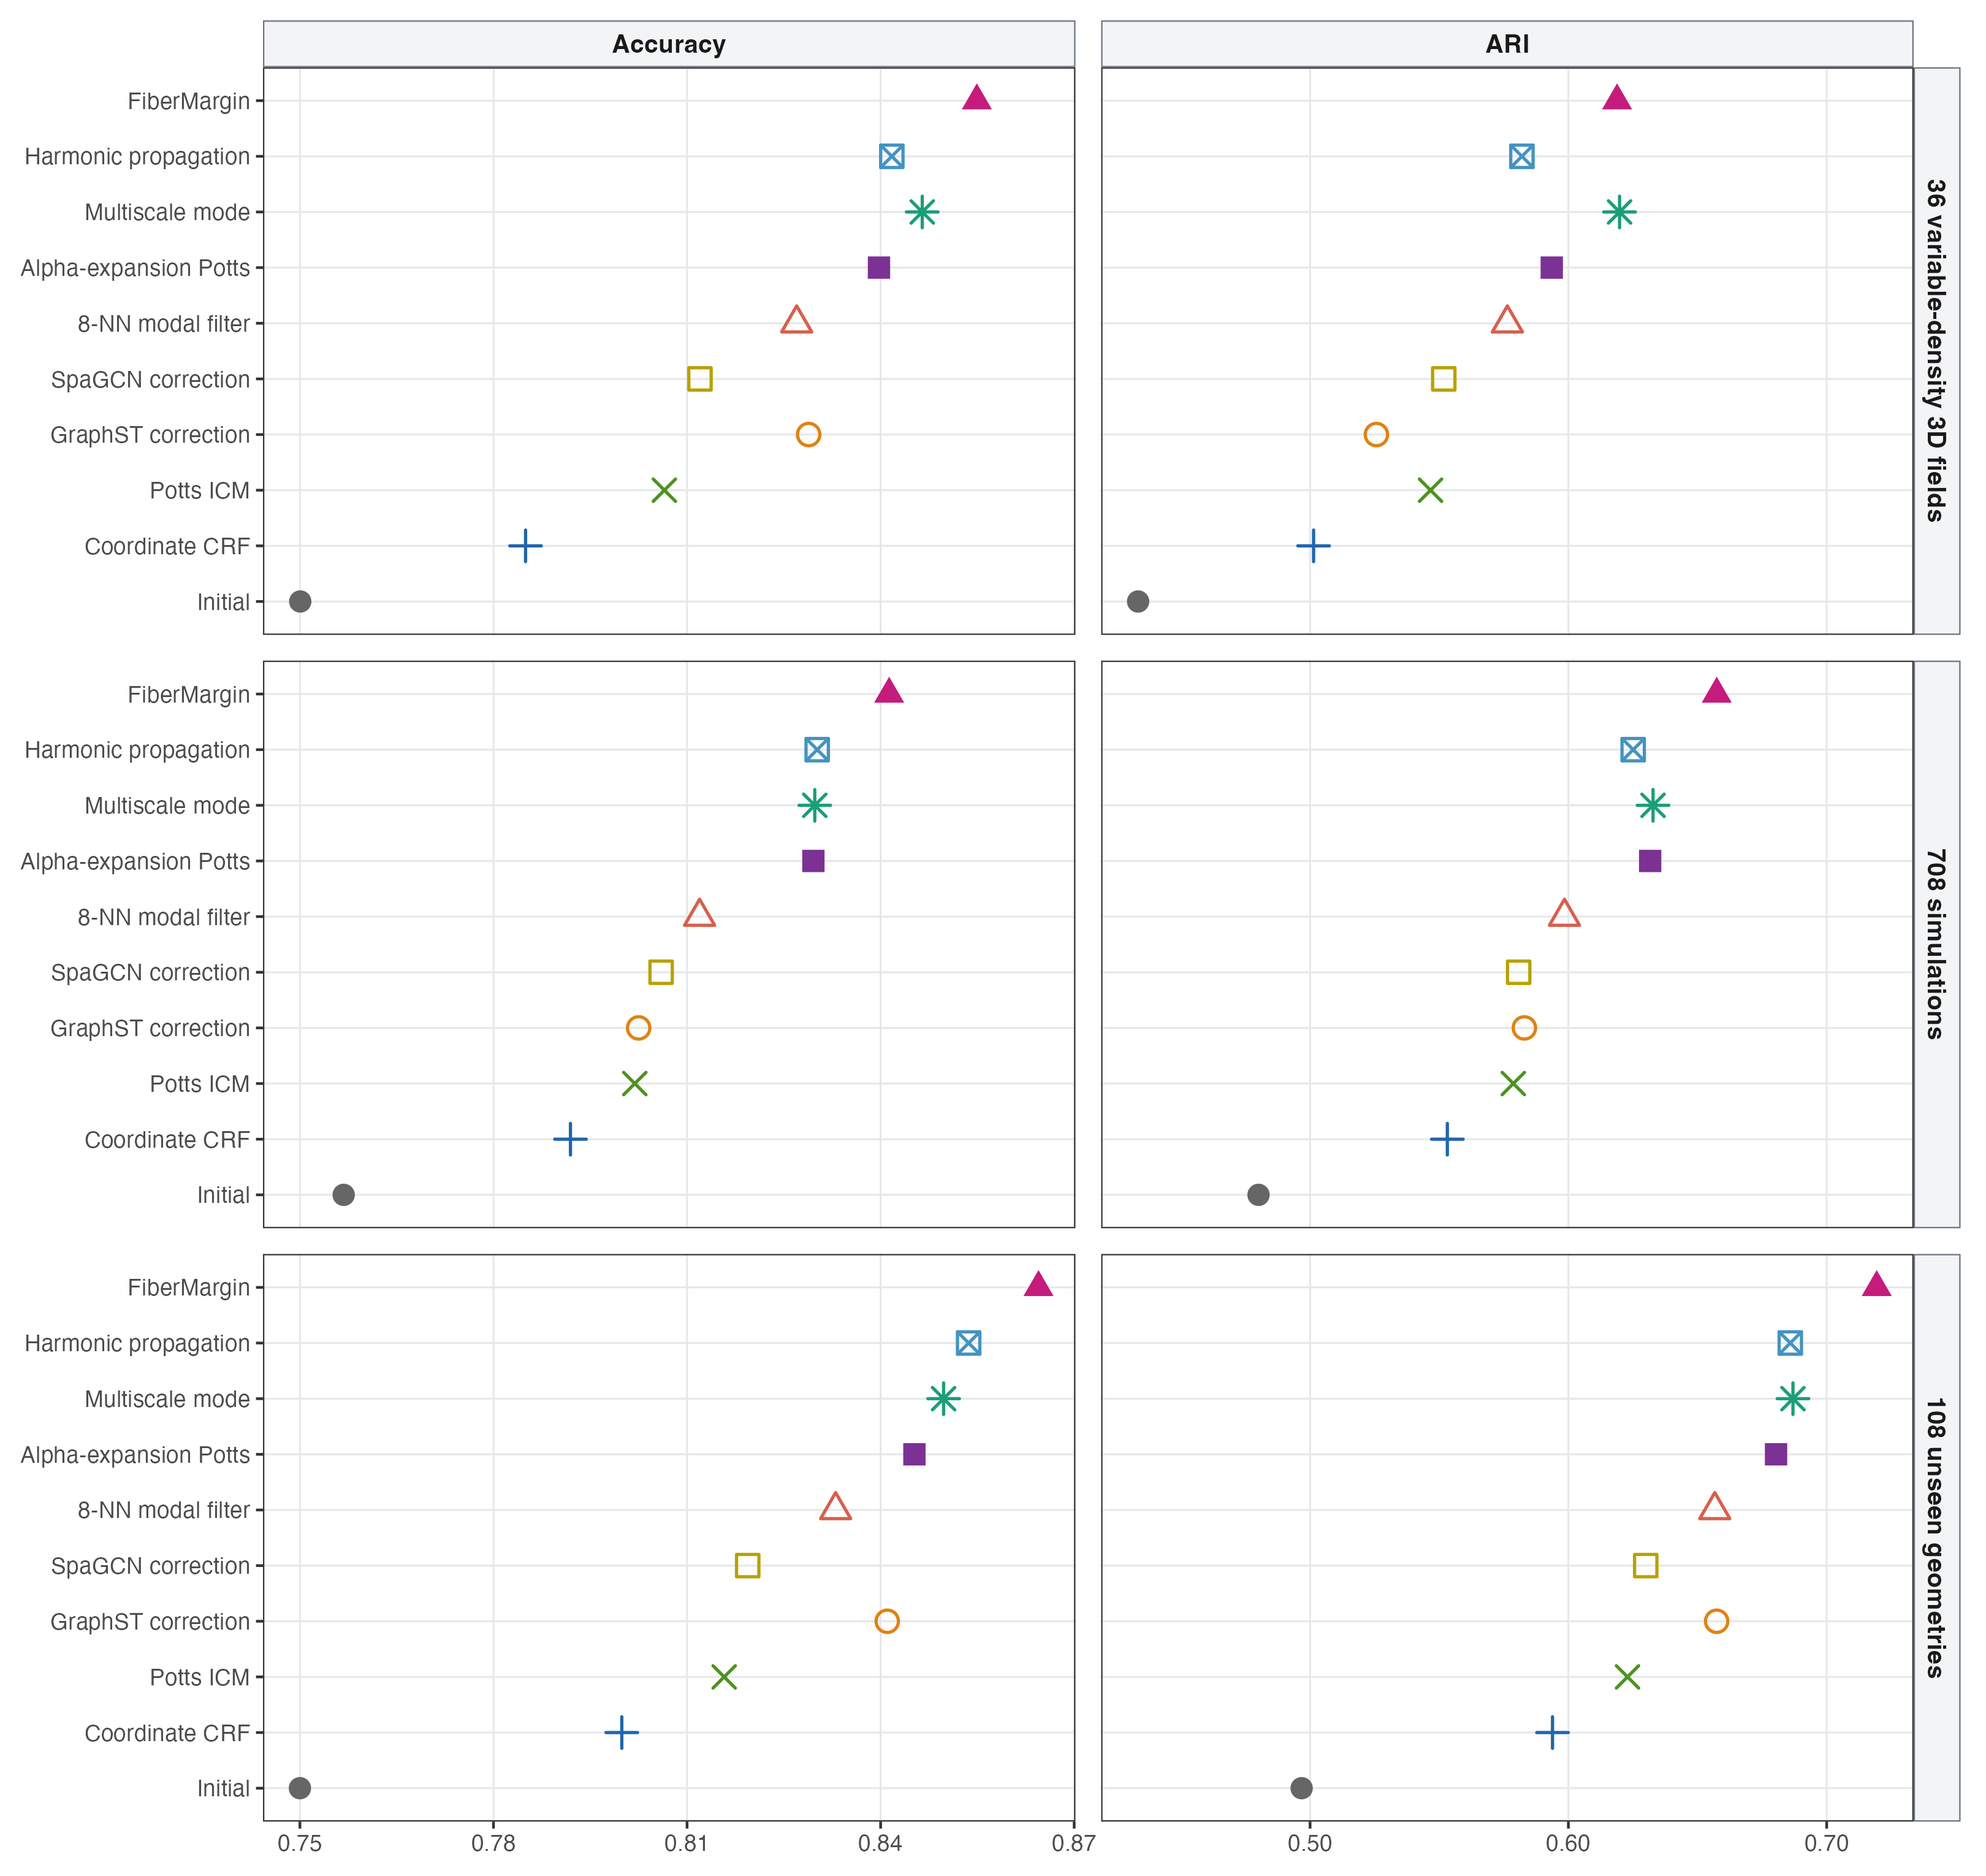 Accuracy
ARI
FiberMargin
Harmonic propagation
Multiscale mode
Alpha-expansion Potts
8-NN modal filter
SpaGCN correction
GraphST correction
Potts ICM
Coordinate CRF
Initial
36 variable-density 3D fields
FiberMargin
Harmonic propagation
Multiscale mode
Alpha-expansion Potts
8-NN modal filter
SpaGCN correction
GraphST correction
Potts ICM
Coordinate CRF
Initial
708 simulations
FiberMargin
Harmonic propagation
Multiscale mode
Alpha-expansion Potts
8-NN modal filter
SpaGCN correction
GraphST correction
Potts ICM
Coordinate CRF
Initial
108 unseen geometries
0.75 0.78 0.81 0.84 0.87
0.50 0.60 0.70